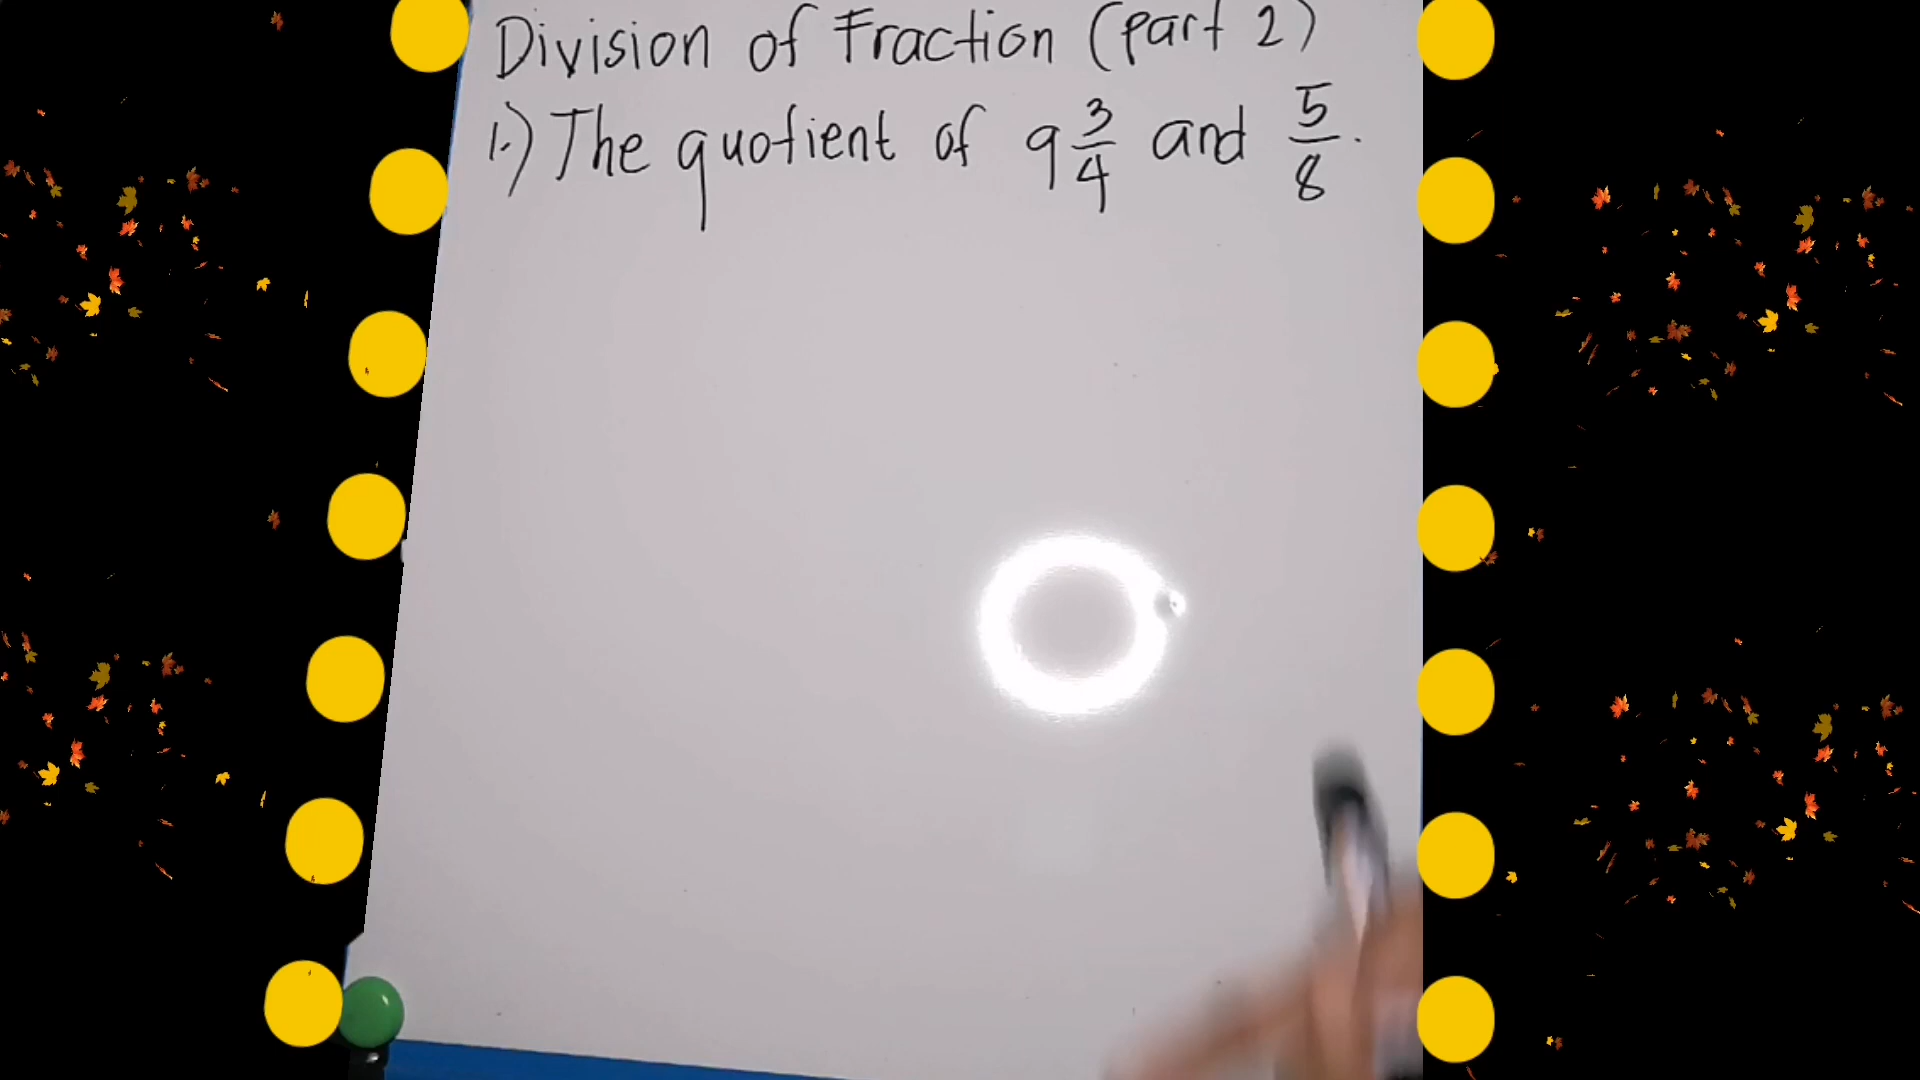 Division of Fraction (part 2)
1.) The quotient of 9 3/4 and 5/8.